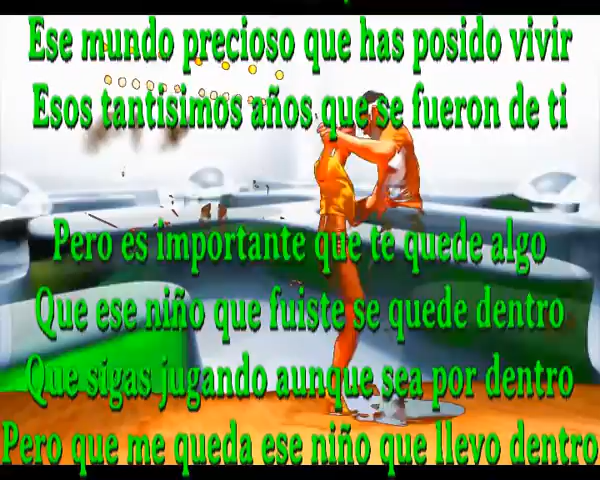 Ese mundo precioso que has posido vivir
Esos tantisimos años que se fueron de ti
Pero es importante que te quede algo
Que ese niño que fuiste se quede dentro
Que sigas jugando aunque sea por dentro
Pero que me queda ese niño que llevo dentro